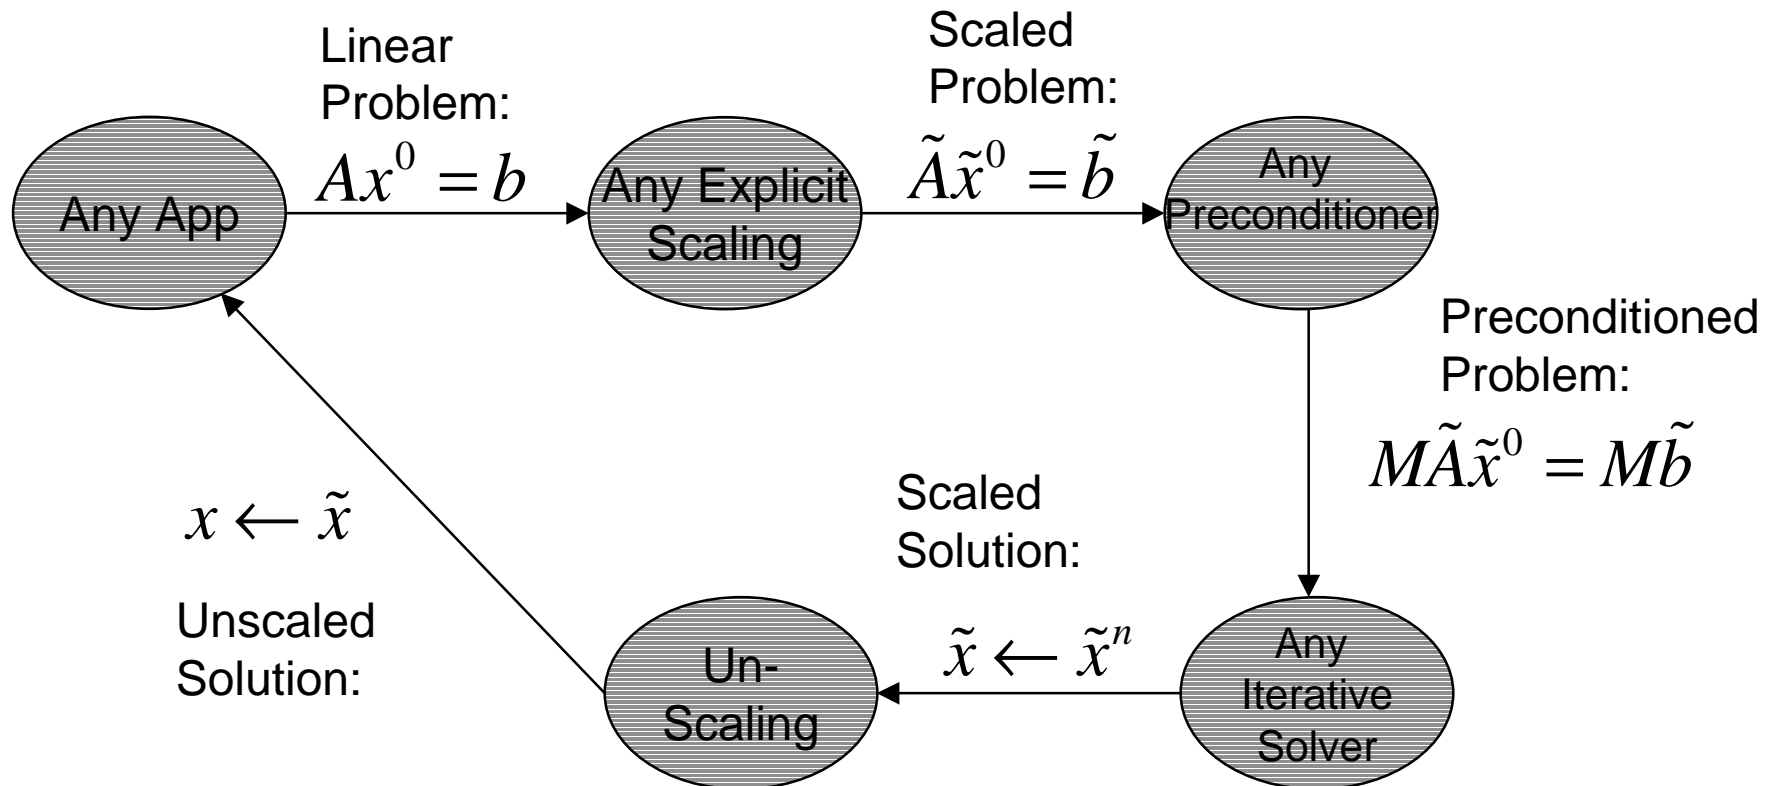 Linear
Problem:
Ax⁰ = b
Scaled
Problem:
Ãx̃⁰ = b̃
Any App
Any Explicit
Scaling
Any
Preconditioner
Preconditioned
Problem:
MÃx̃⁰ = Mb̃
Scaled
Solution:
x̃ ← x̃ⁿ
Any
Iterative
Solver
Un-
Scaling
x ← x̃
Unscaled
Solution: